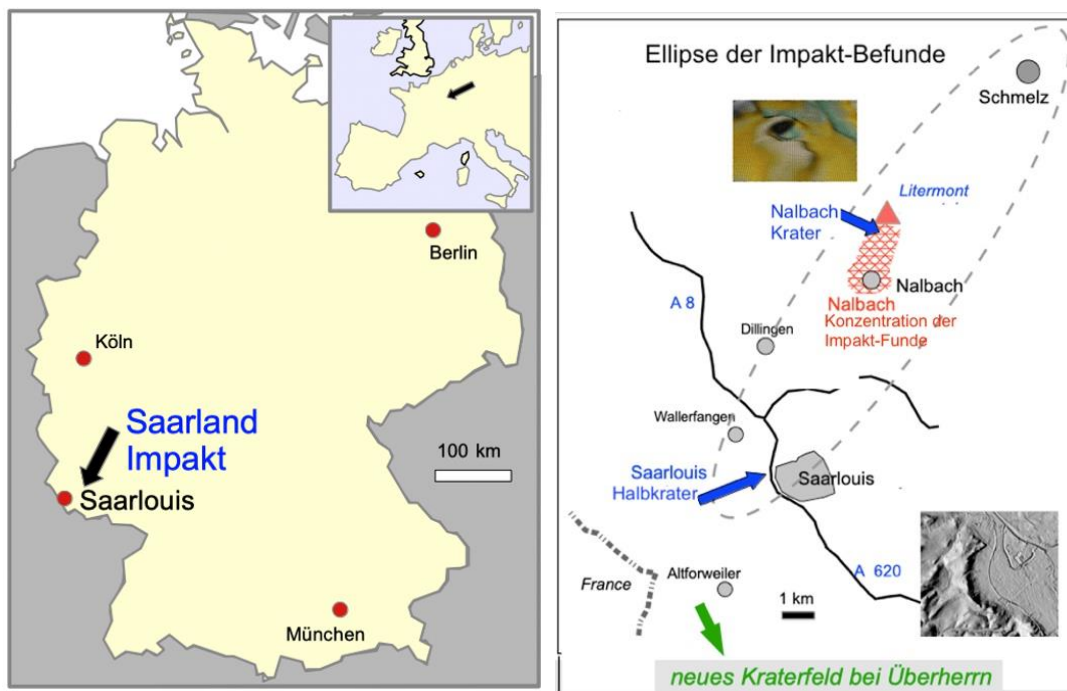 Berlin
Köln
Saarland
Impakt
100 km
Saarlouis
München
Ellipse der Impakt-Befunde
Schmelz
Litermont
Nalbach
Krater
Nalbach
A 8
Nalbach
Konzentration der
Impakt-Funde
Dillingen
Wallerfangen
Saarlouis
Halbkrater
Saarlouis
France
Altforweiler
A 620
1 km
neues Kraterfeld bei Überherrn